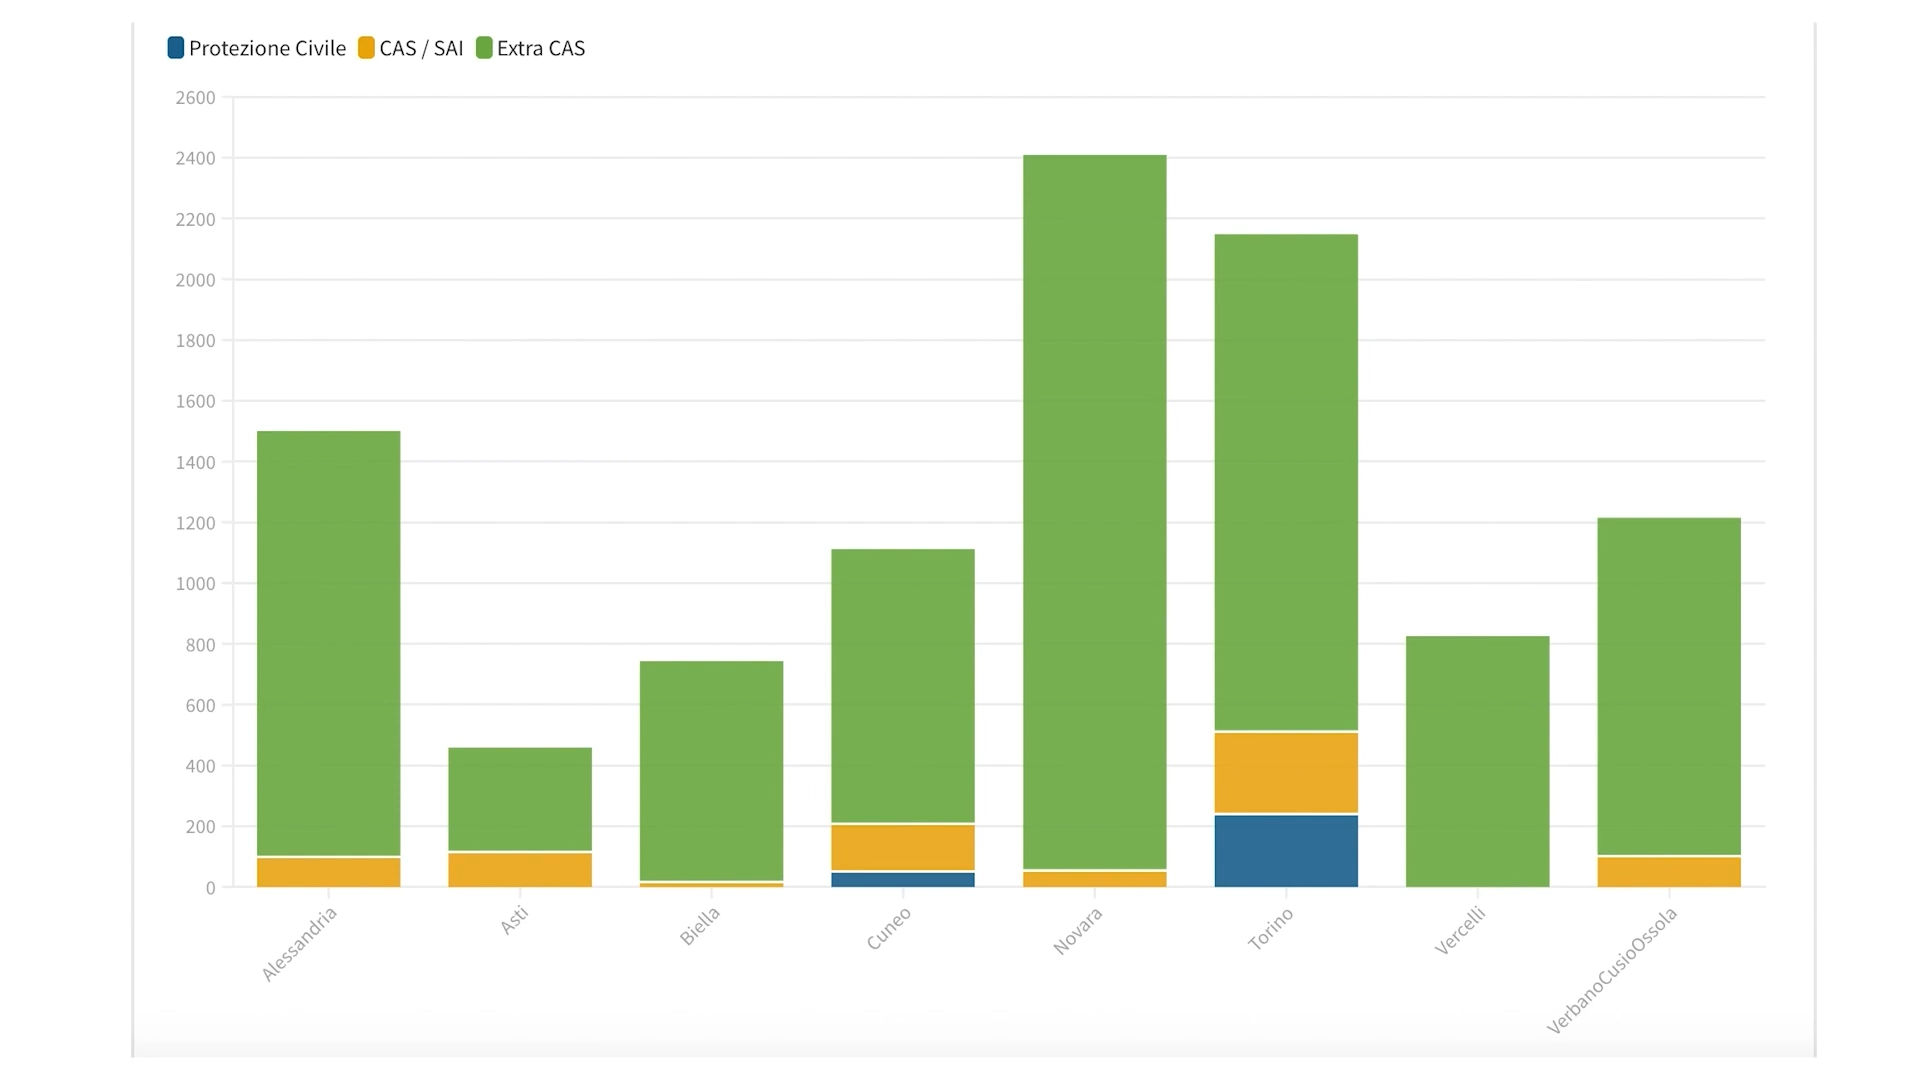 Protezione Civile CAS / SAI Extra CAS
2600
2400
2200
2000
1800
1600
1400
1200
1000
800
600
400
200
0
Alessandria
Asti
Biella
Cuneo
Novara
Torino
Vercelli
VerbanoCusioOssola